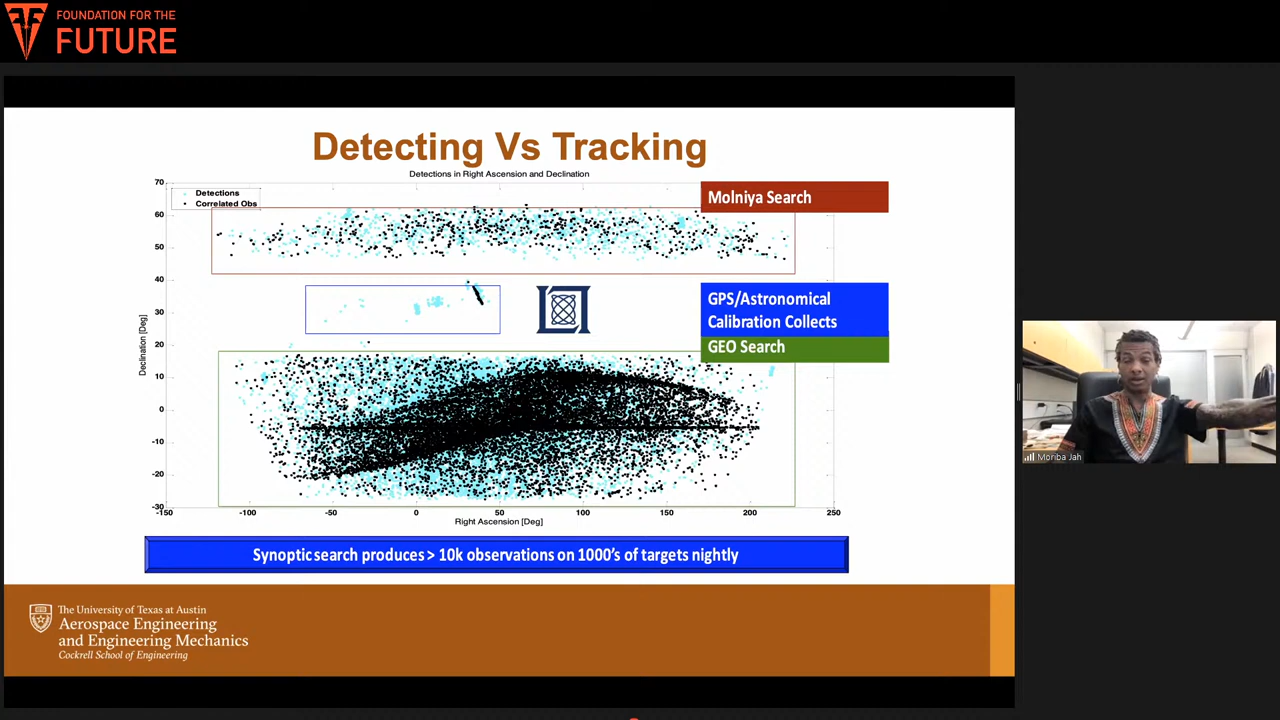 FOUNDATION FOR THE
FUTURE
Detecting Vs Tracking
Detections in Right Ascension and Declination
Detections
Correlated Obs
Molniya Search
GPS/Astronomical
Calibration Collects
GEO Search
Declination [Deg]
70
60
50
40
30
20
10
0
-10
-20
-30
-150
-100
-50
0
50
100
150
200
250
Right Ascension [Deg]
Synoptic search produces > 10k observations on 1000's of targets nightly
The University of Texas at Austin
Aerospace Engineering
and Engineering Mechanics
Cockrell School of Engineering
Moriba Jah